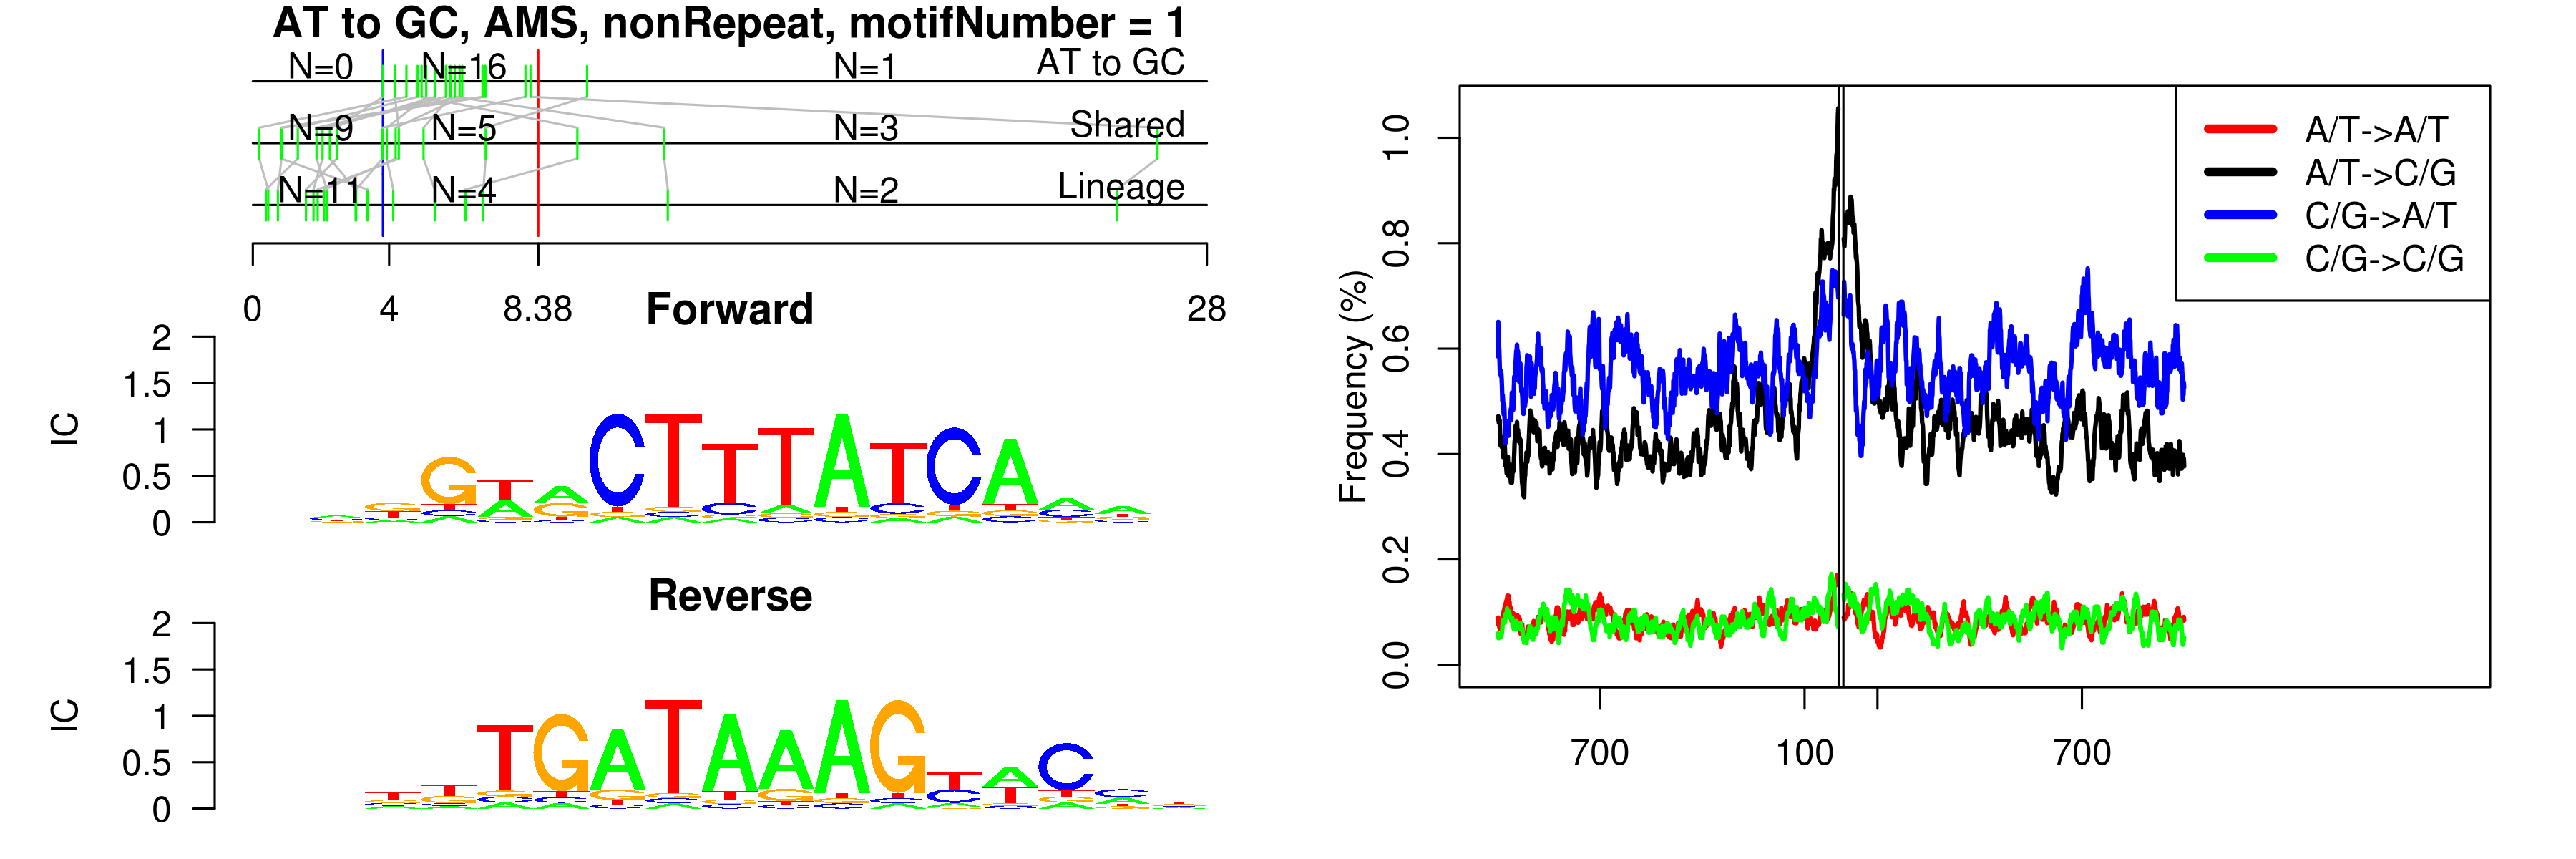 AT to GC, AMS, nonRepeat, motifNumber = 1
N=0 N=16 N=1 AT to GC
N=9 N=5 N=3 Shared
N=11 N=4 N=2 Lineage
0 4 8.38 28
Forward
IC
2
1.5
1
0.5
0
GTACTTTATCAAA
Reverse
IC
2
1.5
1
0.5
0
TTTGATAAAGTAC
Frequency (%)
1.0
0.8
0.6
0.4
0.2
0.0
700 100 700
A/T->A/T
A/T->C/G
C/G->A/T
C/G->C/G